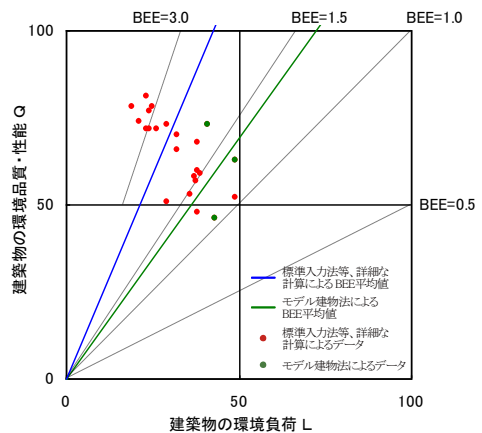 BEE=3.0 BEE=1.5 BEE=1.0
100
建築物の環境品質・性能 Q
50
BEE=0.5
標準入力法等、詳細な
計算によるBEE平均値
モデル建物法による
BEE平均値
標準入力法等、詳細な
計算によるデータ
モデル建物法によるデータ
0
0 50 100
建築物の環境負荷 L